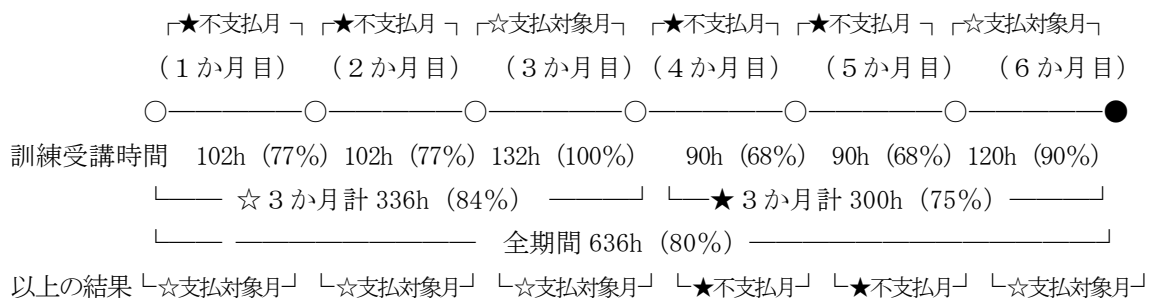 ┌★不支払月 ┐┌★不支払月 ┐┌☆支払対象月┐ ┌★不支払月┐┌★不支払月 ┐┌☆支払対象月┐
(1か月目) (2か月目) (3か月目)(4か月目) (5か月目) (6か月目)
○―――――○―――――○―――――○―――――○―――――○―――――●
訓練受講時間 102h (77%) 102h (77%) 132h (100%) 90h (68%) 90h (68%) 120h (90%)
└―― ☆3か月計 336h (84%) ―――┘ └―★3か月計 300h (75%) ―――┘
└―― ――――――――― 全期間 636h (80%) ―――――――――――――┘
以上の結果└☆支払対象月┘ └☆支払対象月┘ └☆支払対象月┘ └★不支払月┘ └★不支払月┘ └☆支払対象月┘